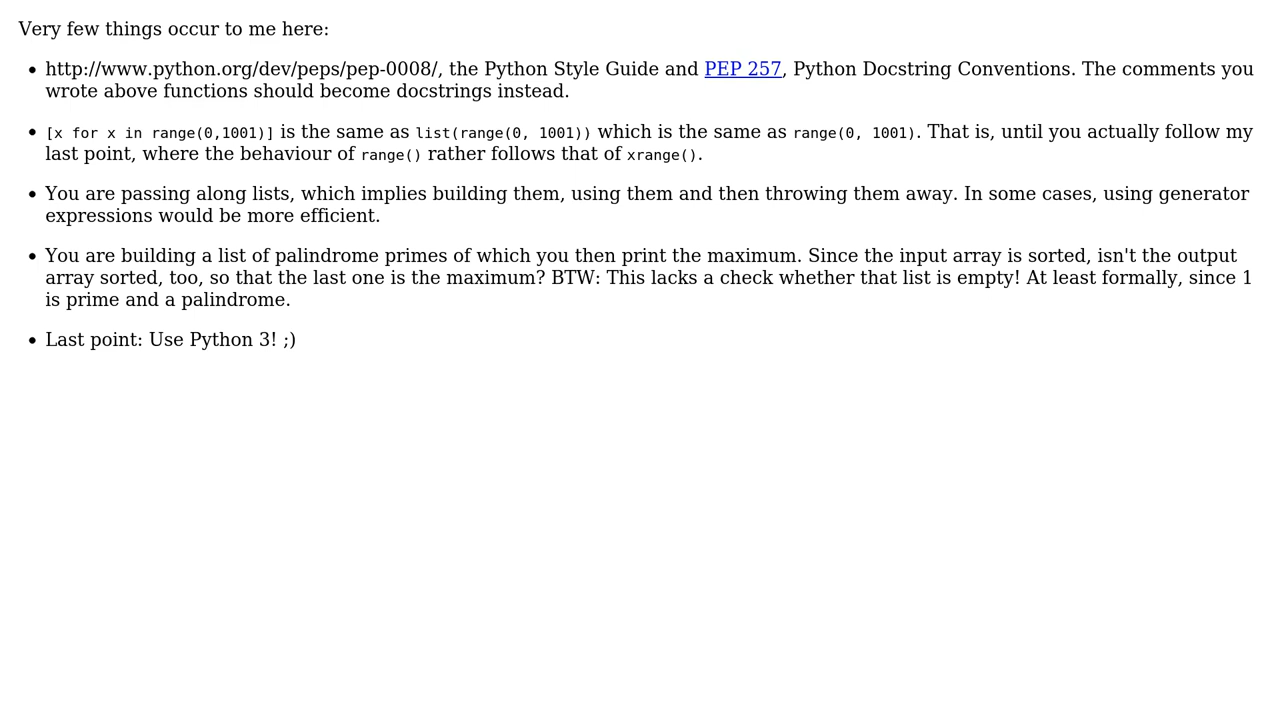 Very few things occur to me here:
• http://www.python.org/dev/peps/pep-0008/, the Python Style Guide and PEP 257, Python Docstring Conventions. The comments you
wrote above functions should become docstrings instead.
• [x for x in range(0,1001)] is the same as list(range(0, 1001)) which is the same as range(0, 1001). That is, until you actually follow my
last point, where the behaviour of range() rather follows that of xrange().
• You are passing along lists, which implies building them, using them and then throwing them away. In some cases, using generator
expressions would be more efficient.
• You are building a list of palindrome primes of which you then print the maximum. Since the input array is sorted, isn't the output
array sorted, too, so that the last one is the maximum? BTW: This lacks a check whether that list is empty! At least formally, since 1
is prime and a palindrome.
• Last point: Use Python 3! ;)